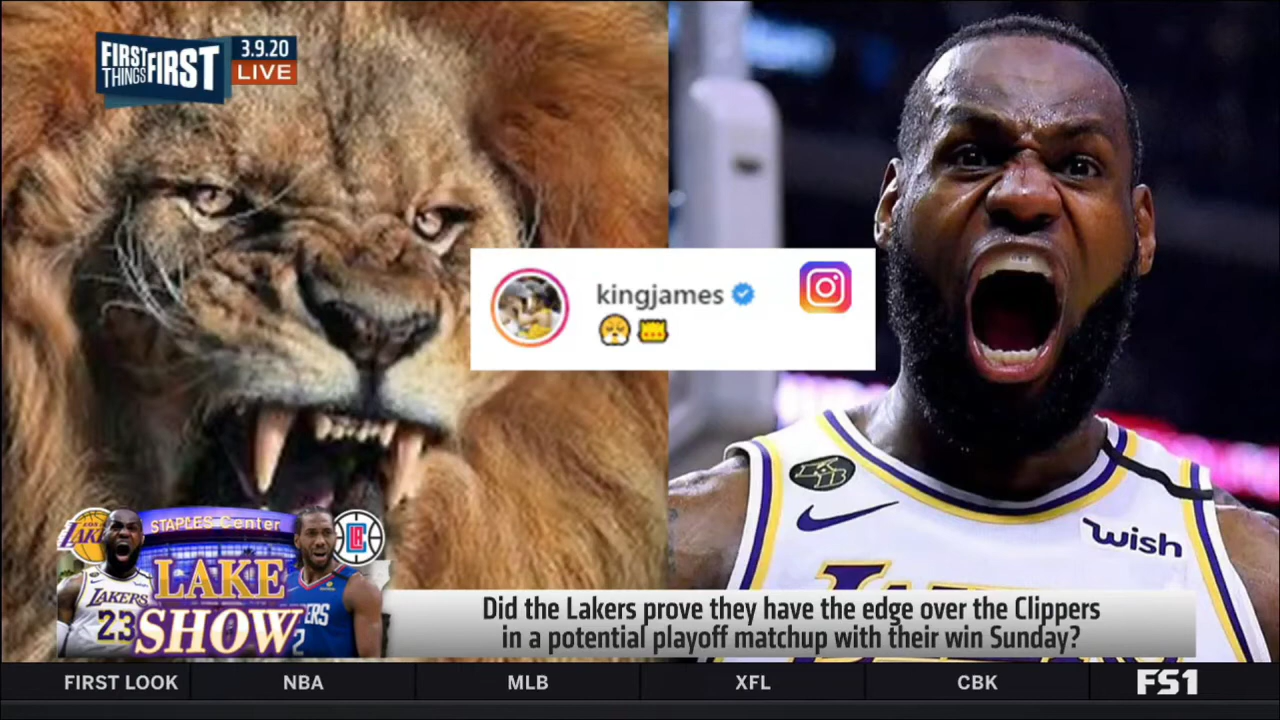 FIRST
THINGS FIRST
3.9.20
LIVE
kingjames
KB
wish
STAPLES Center
LAKERS
23
LAKE
SHOW
2
Did the Lakers prove they have the edge over the Clippers
in a potential playoff matchup with their win Sunday?
FIRST LOOK
NBA
MLB
XFL
CBK
FS1